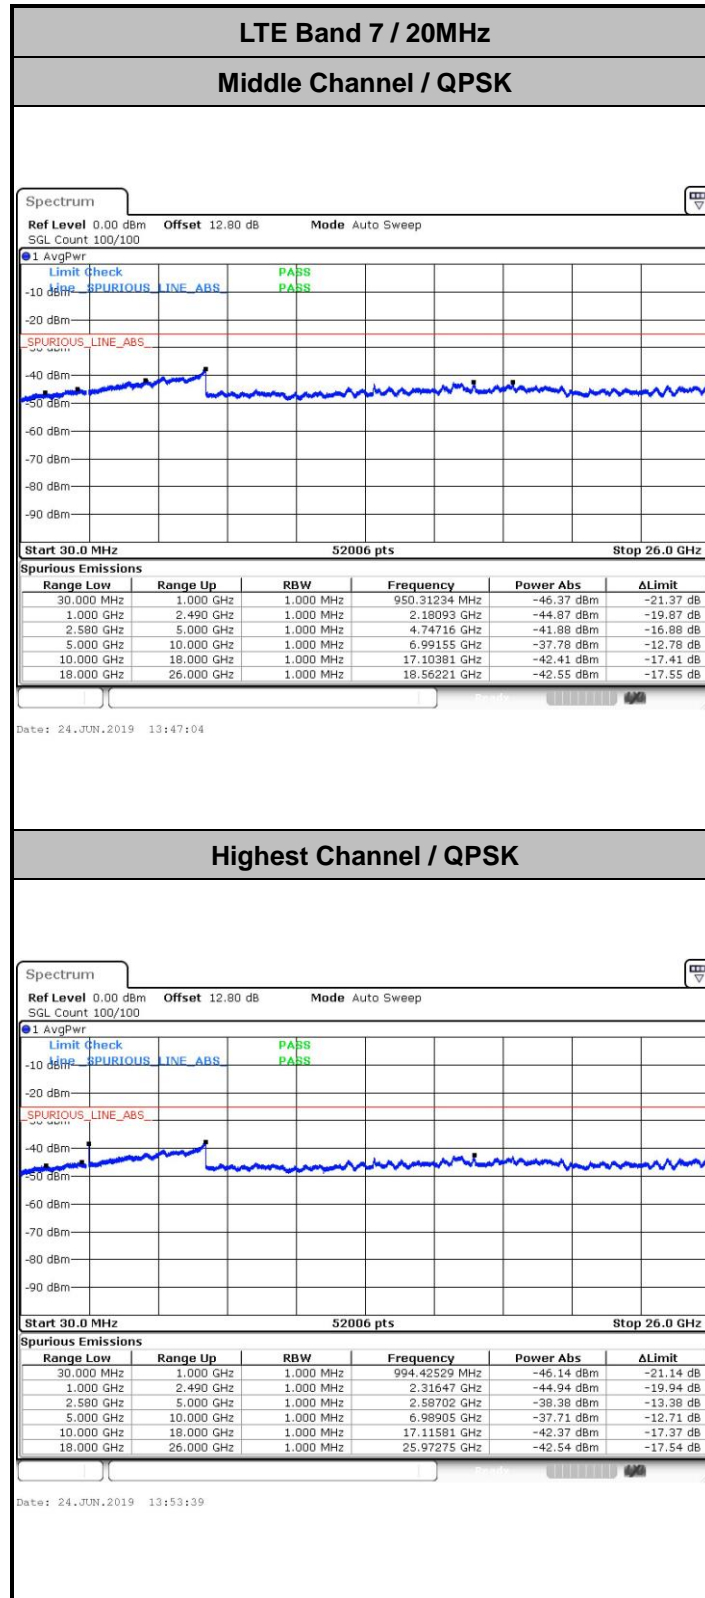 LTE Band 7 / 20MHz
Middle Channel / QPSK
Spectrum
Ref Level 0.00 dBm Offset 12.80 dB Mode Auto Sweep
SGL Count 100/100
1 AvgPwr
Limit Check PASS
Line _SPURIOUS_LINE_ABS_ PASS
-10 dBm
-20 dBm
_SPURIOUS_LINE_ABS_
-30 dBm
-40 dBm
-50 dBm
-60 dBm
-70 dBm
-80 dBm
-90 dBm
Start 30.0 MHz 52006 pts Stop 26.0 GHz
Spurious Emissions
Range Low Range Up RBW Frequency Power Abs ΔLimit
30.000 MHz 1.000 GHz 1.000 MHz 950.31234 MHz -46.37 dBm -21.37 dB
1.000 GHz 2.490 GHz 1.000 MHz 2.18093 GHz -44.87 dBm -19.87 dB
2.580 GHz 5.000 GHz 1.000 MHz 4.74716 GHz -41.88 dBm -16.88 dB
5.000 GHz 10.000 GHz 1.000 MHz 6.99155 GHz -37.78 dBm -12.78 dB
10.000 GHz 18.000 GHz 1.000 MHz 17.10381 GHz -42.41 dBm -17.41 dB
18.000 GHz 26.000 GHz 1.000 MHz 18.56221 GHz -42.55 dBm -17.55 dB
Date: 24.JUN.2019 13:47:04
Highest Channel / QPSK
Spectrum
Ref Level 0.00 dBm Offset 12.80 dB Mode Auto Sweep
SGL Count 100/100
1 AvgPwr
Limit Check PASS
Line _SPURIOUS_LINE_ABS_ PASS
-10 dBm
-20 dBm
_SPURIOUS_LINE_ABS_
-30 dBm
-40 dBm
-50 dBm
-60 dBm
-70 dBm
-80 dBm
-90 dBm
Start 30.0 MHz 52006 pts Stop 26.0 GHz
Spurious Emissions
Range Low Range Up RBW Frequency Power Abs ΔLimit
30.000 MHz 1.000 GHz 1.000 MHz 994.42529 MHz -46.14 dBm -21.14 dB
1.000 GHz 2.490 GHz 1.000 MHz 2.31647 GHz -44.94 dBm -19.94 dB
2.580 GHz 5.000 GHz 1.000 MHz 2.58702 GHz -38.38 dBm -13.38 dB
5.000 GHz 10.000 GHz 1.000 MHz 6.98905 GHz -37.71 dBm -12.71 dB
10.000 GHz 18.000 GHz 1.000 MHz 17.11581 GHz -42.37 dBm -17.37 dB
18.000 GHz 26.000 GHz 1.000 MHz 25.97275 GHz -42.54 dBm -17.54 dB
Date: 24.JUN.2019 13:53:39